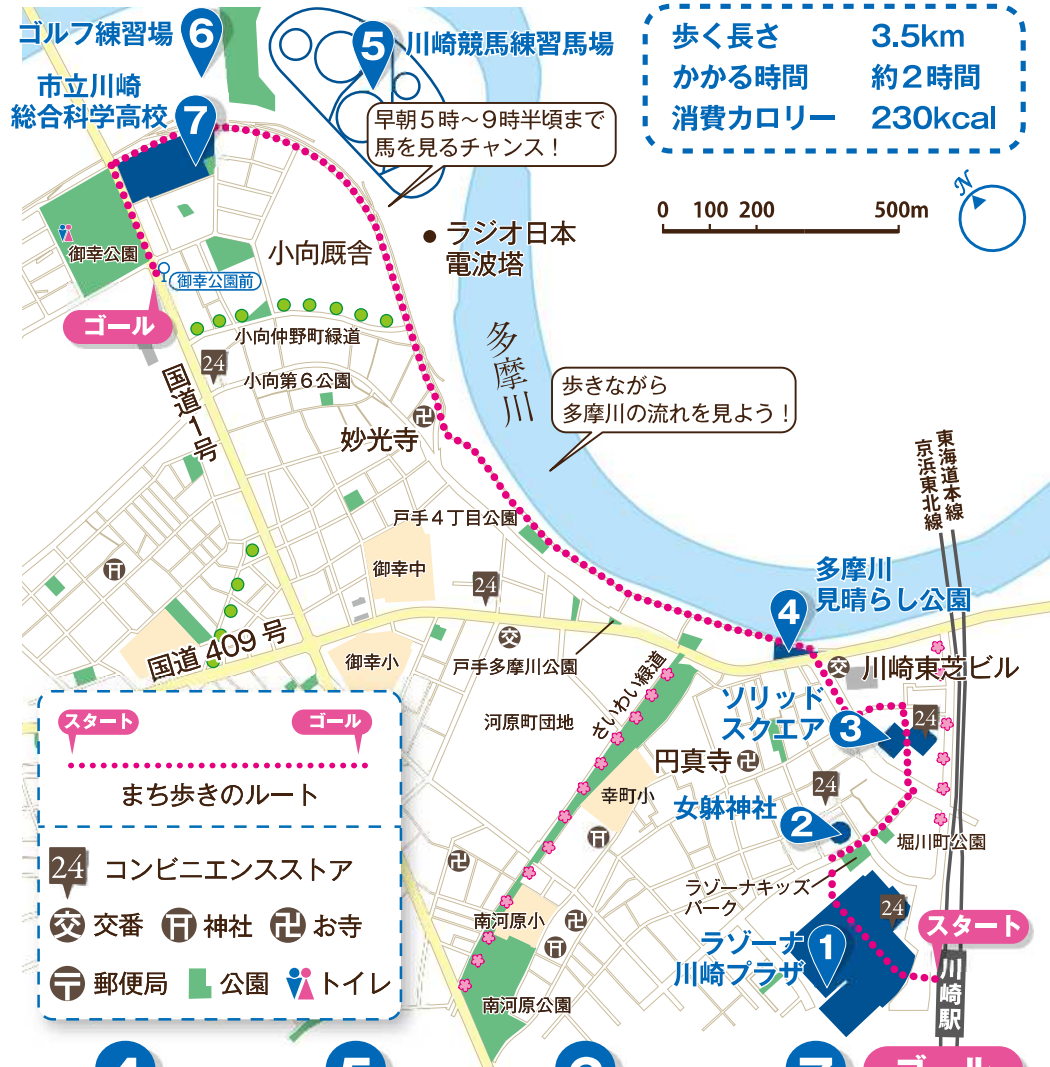 ゴルフ練習場
6
5
川崎競馬練習馬場
市立川崎
総合科学高校
7
早朝5時～9時半頃まで
馬を見るチャンス！
歩く長さ 3.5km
かかる時間 約2時間
消費カロリー 230kcal
N
0 100 200 500m
ラジオ日本
電波塔
小向厩舎
御幸公園
御幸公園前
ゴール
小向仲野町緑道
24
小向第6公園
国道1号
多摩川
歩きながら
多摩川の流れを見よう！
卍
妙光寺
東海道本線
京浜東北線
戸手4丁目公園
御幸中
24
多摩川
見晴らし公園
4
国道409号
交
戸手多摩川公園
御幸小
さいわい緑道
交
川崎東芝ビル
ソリッド
スクエア
3
24
河原町団地
円真寺
卍
幸町小
24
女躰神社
2
堀川町公園
ラゾーナキッズ
パーク
卍
南河原小
卍
24
スタート
ラゾーナ
川崎プラザ
1
川崎駅
南河原公園
スタート
ゴール
まち歩きのルート
24 コンビニエンスストア
交 交番
神社
卍 お寺
〒 郵便局
公園
トイレ
ゴール